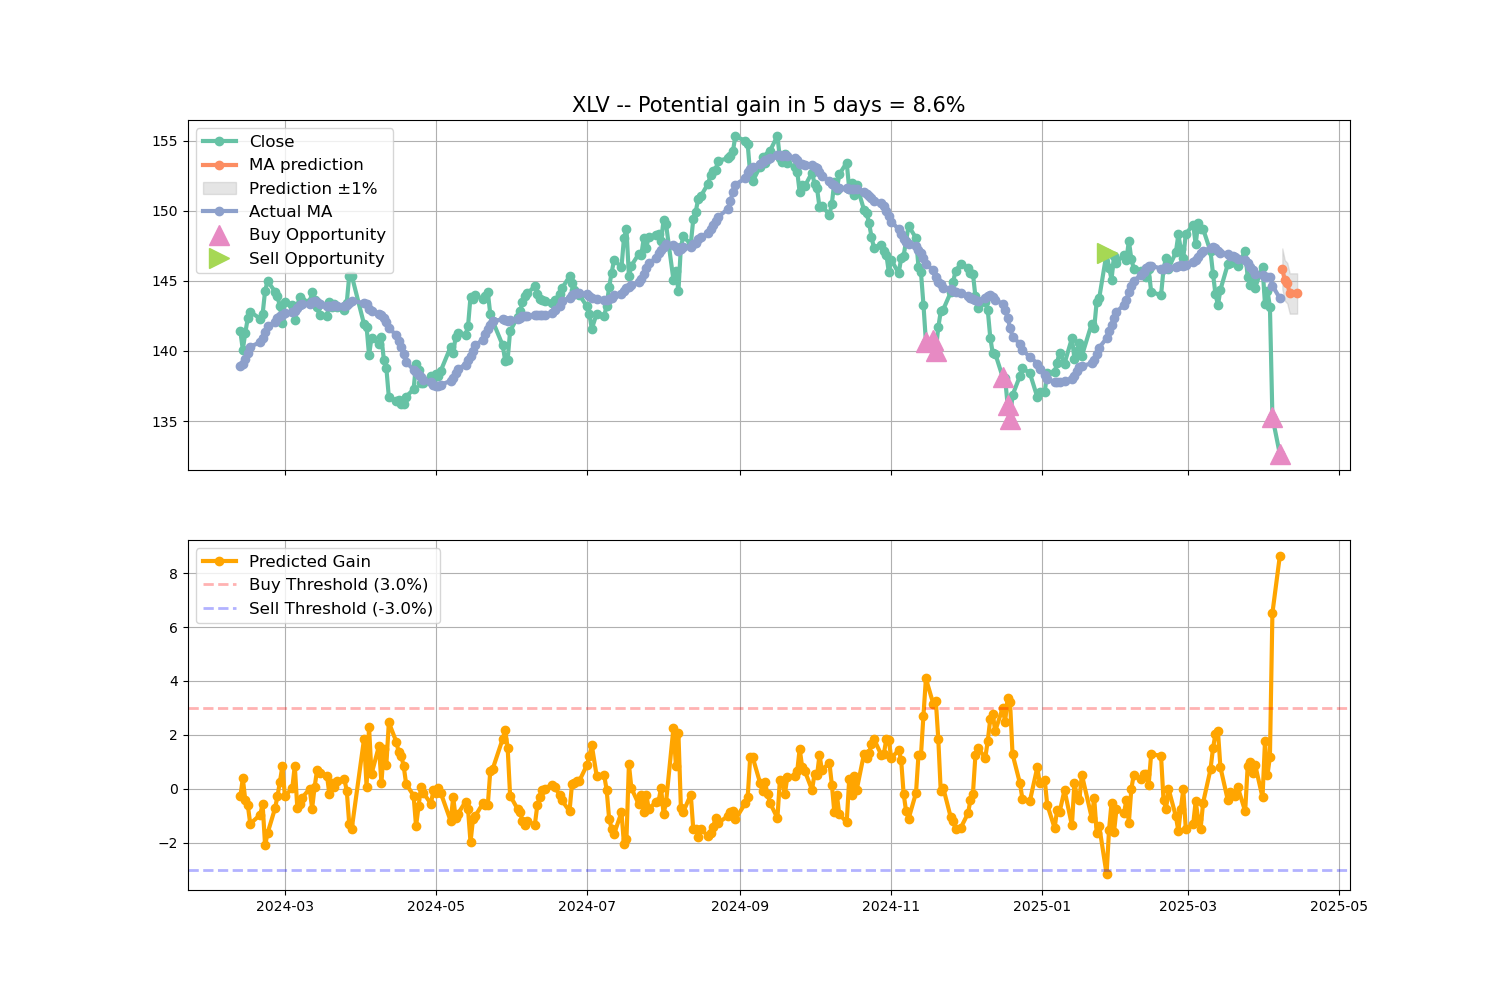 XLV -- Potential gain in 5 days = 8.6%
155
150
145
140
135
Close
MA prediction
Prediction ±1%
Actual MA
Buy Opportunity
Sell Opportunity
8
6
4
2
0
−2
Predicted Gain
Buy Threshold (3.0%)
Sell Threshold (-3.0%)
2024-03
2024-05
2024-07
2024-09
2024-11
2025-01
2025-03
2025-05